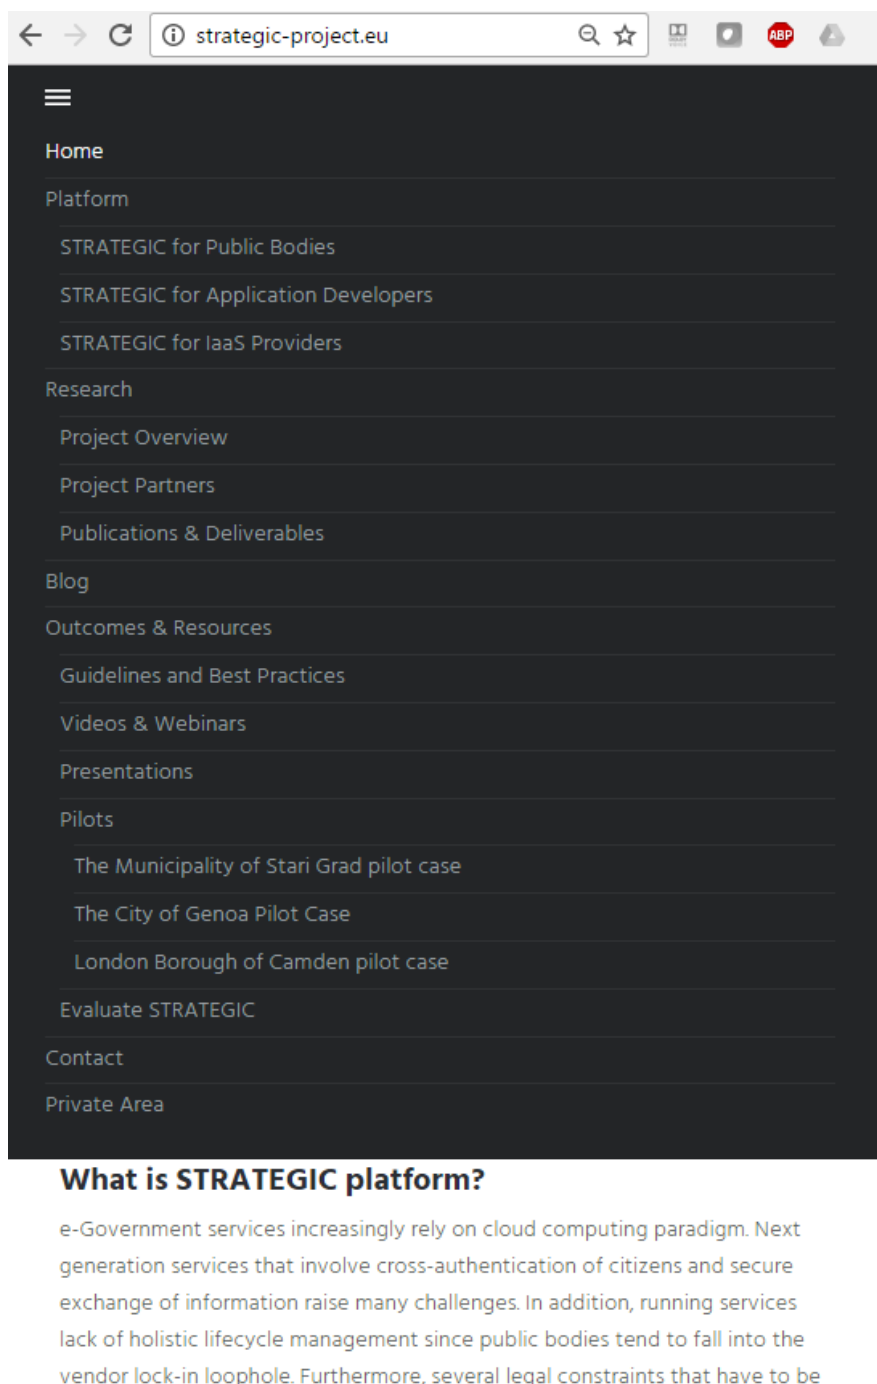 strategic-project.eu
ABP
Home
Platform
STRATEGIC for Public Bodies
STRATEGIC for Application Developers
STRATEGIC for IaaS Providers
Research
Project Overview
Project Partners
Publications & Deliverables
Blog
Outcomes & Resources
Guidelines and Best Practices
Videos & Webinars
Presentations
Pilots
The Municipality of Stari Grad pilot case
The City of Genoa Pilot Case
London Borough of Camden pilot case
Evaluate STRATEGIC
Contact
Private Area
What is STRATEGIC platform?
e-Government services increasingly rely on cloud computing paradigm. Next
generation services that involve cross-authentication of citizens and secure
exchange of information raise many challenges. In addition, running services
lack of holistic lifecycle management since public bodies tend to fall into the
vendor lock-in loophole. Furthermore, several legal constraints that have to be